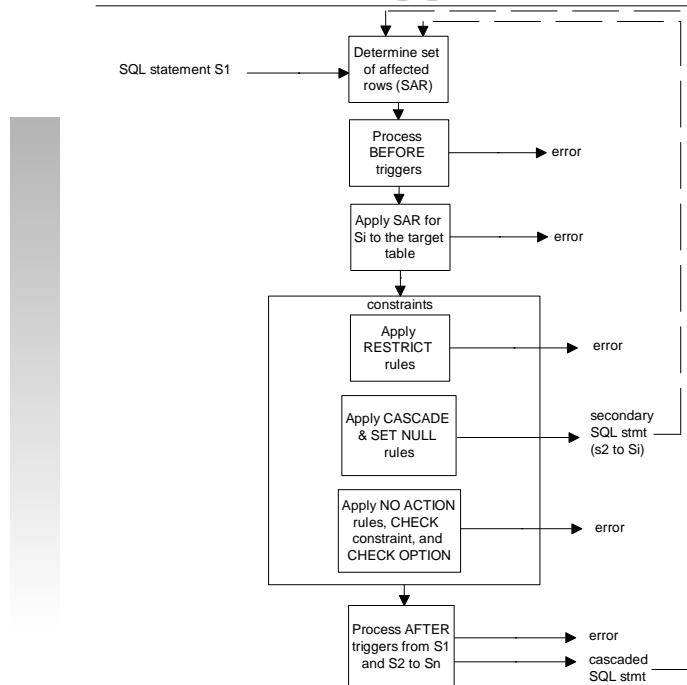 Determine set
of affected
rows (SAR)
SQL statement S1
Process
BEFORE
triggers
error
Apply SAR for
Si to the target
table
error
constraints
Apply
RESTRICT
rules
error
Apply CASCADE
& SET NULL
rules
secondary
SQL stmt
(s2 to Si)
Apply NO ACTION
rules, CHECK
constraint, and
CHECK OPTION
error
Process AFTER
triggers from S1
and S2 to Sn
error
cascaded
SQL stmt